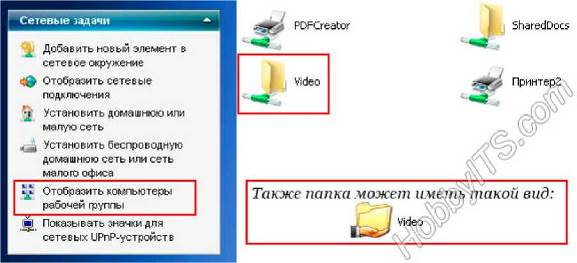 Сетевые задачи
Добавить новый элемент в
сетевое окружение
Отобразить сетевые
подключения
Установить домашнюю или
малую сеть
Установить беспроводную
домашнюю сеть или сеть
малого офиса
Отобразить компьютеры
рабочей группы
Показывать значки для
сетевых UPnP-устройств
PDFCreator
SharedDocs
Video
Принтер2
Также папка может иметь такой вид:
Video
HobbyITS.com